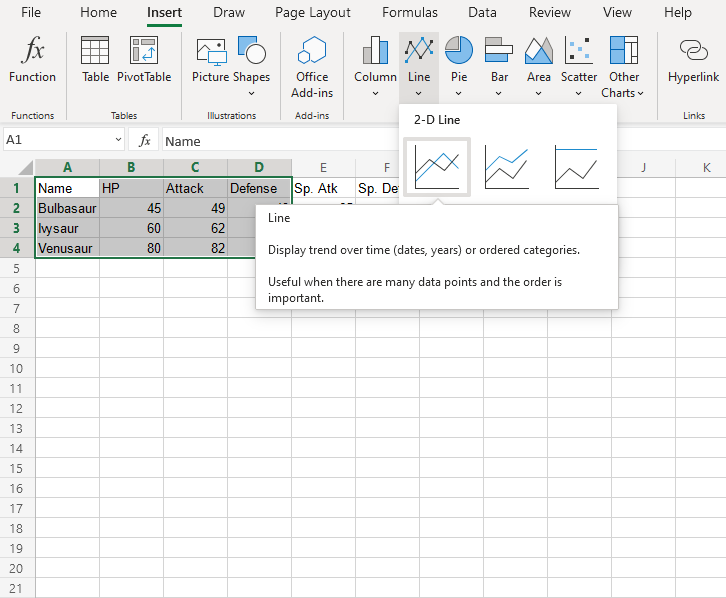 File Home Insert Draw Page Layout Formulas Data Review View Help
Function Table PivotTable Picture Shapes Office Add-ins Column Line Pie Bar Area Scatter Other Charts Hyperlink
Functions Tables Illustrations Add-ins Links
2-D Line
A1 fx Name
A B C D E F J K
1 Name HP Attack Defense Sp. Atk
2 Bulbasaur 45 49
3 Ivysaur 60 62
4 Venusaur 80 82
Line
Display trend over time (dates, years) or ordered categories.
Useful when there are many data points and the order is
important.
5
6
7
8
9
10
11
12
13
14
15
16
17
18
19
20
21